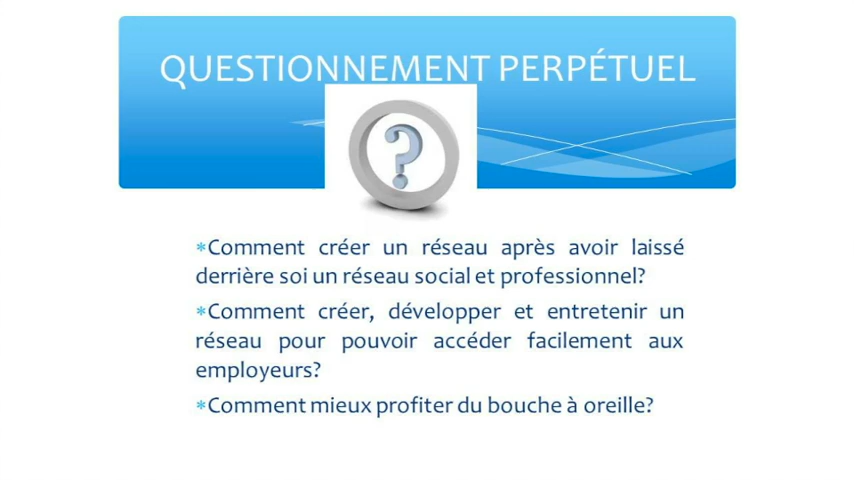 QUESTIONNEMENT PERPÉTUEL
*Comment créer un réseau après avoir laissé
derrière soi un réseau social et professionnel?
*Comment créer, développer et entretenir un
réseau pour pouvoir accéder facilement aux
employeurs?
*Comment mieux profiter du bouche à oreille?